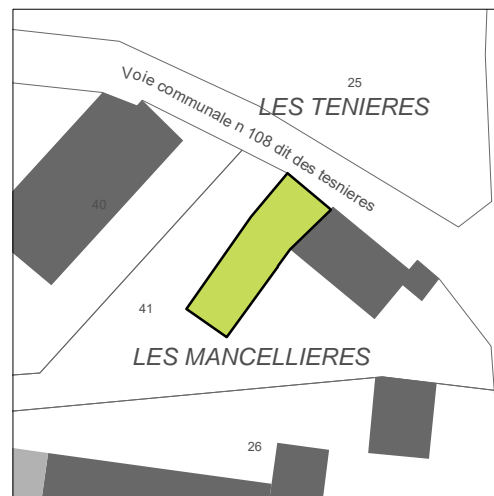 25
LES TENIERES
Voie communale n 108 dit des tesnieres
40
41
LES MANCELLIERES
26